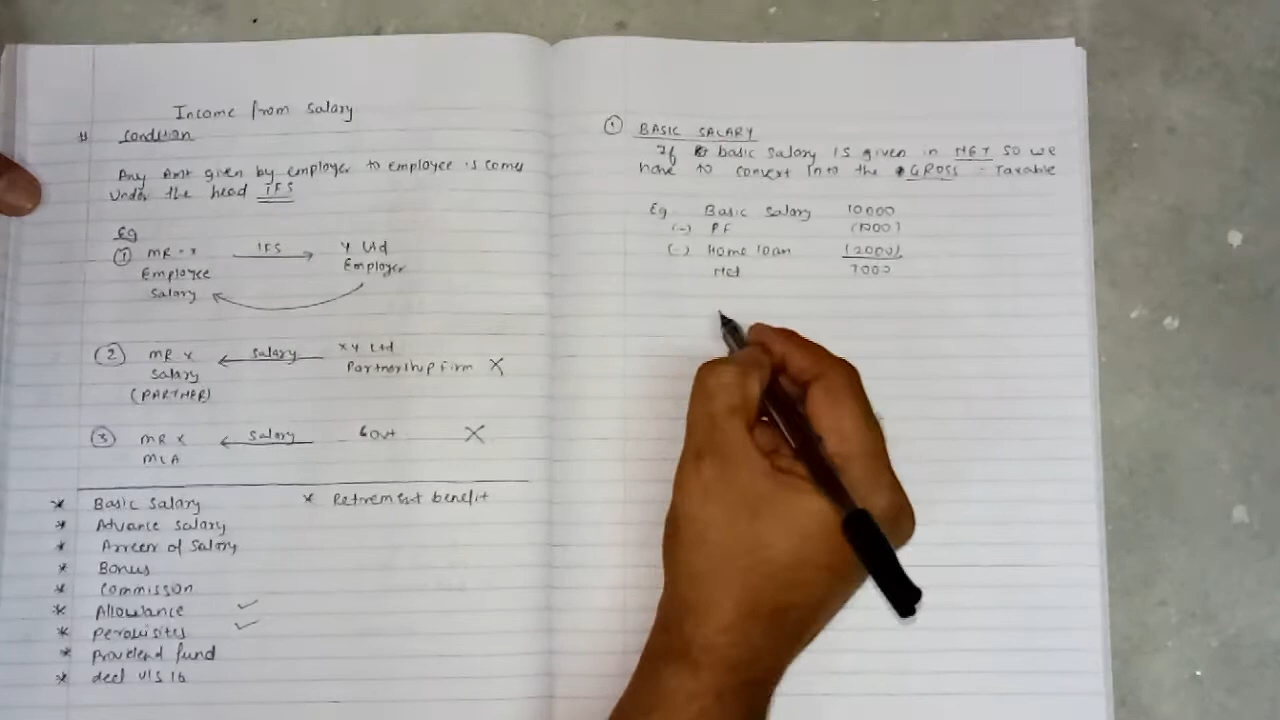 Income from salary
# Condition
Any Amt given by employer to employee is comes
under the head IFS
Eg
① MR. X IFS Y Ltd
Employee Employer
Salary
② MR X Salary XY Ltd
Salary Partnership Firm X
(PARTNER)
③ MR X Salary Govt X
MLA
* Basic Salary * Retirement benefit
* Advance salary
* Arrear of salary
* Bonus
* Commisson
* Allowance ✓
* perquisites ✓
* Providend fund
* decl U/S 16
① BASIC SALARY
If basic salary is given in NET so we
have to convert into the GROSS - Taxable
Eg Basic salary 10000
(-) PF (1000)
(-) Home loan (2000)
Net 7000